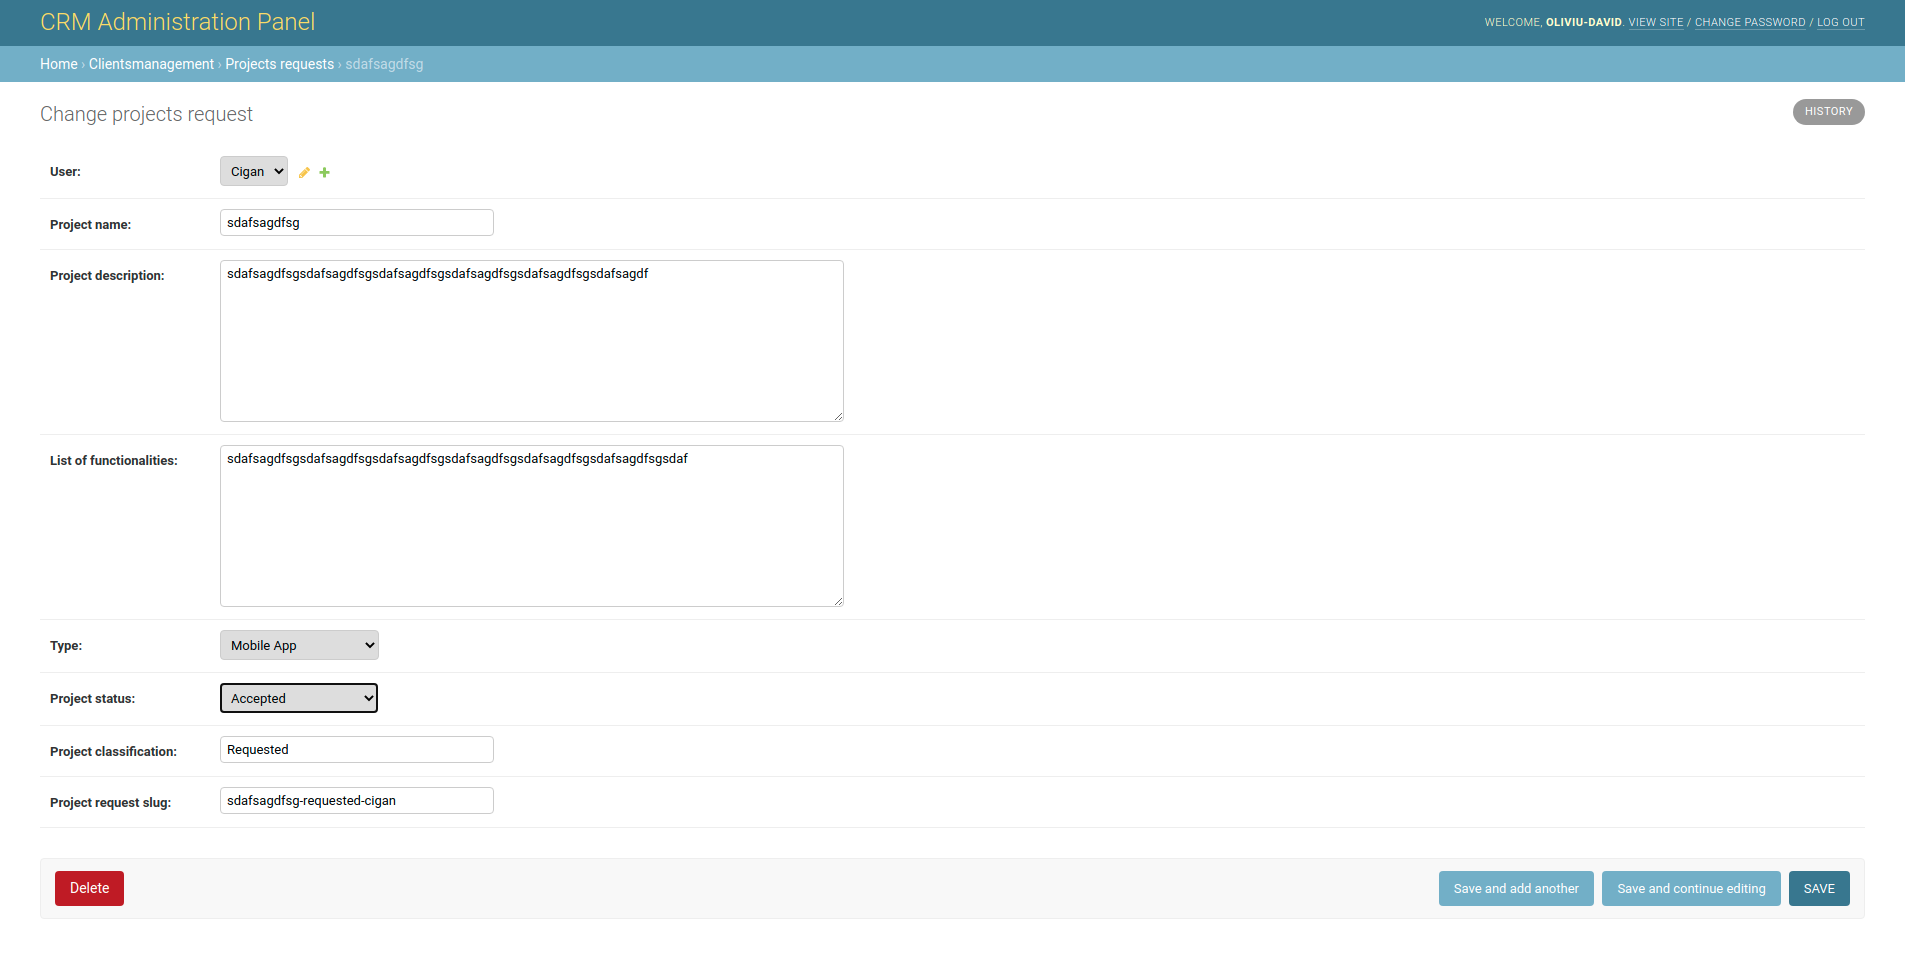 CRM Administration Panel
WELCOME, OLIVIU-DAVID. VIEW SITE / CHANGE PASSWORD / LOG OUT
Home › Clientsmanagement › Projects requests › sdafsagdfsg
Change projects request
HISTORY
User:
Cigan
Project name:
sdafsagdfsg
Project description:
sdafsagdfsgsdafsagdfsgsdafsagdfsgsdafsagdfsgsdafsagdfsgsdafsagdf
List of functionalities:
sdafsagdfsgsdafsagdfsgsdafsagdfsgsdafsagdfsgsdafsagdfsgsdafsagdfsgsdaf
Type:
Mobile App
Project status:
Accepted
Project classification:
Requested
Project request slug:
sdafsagdfsg-requested-cigan
Delete
Save and add another
Save and continue editing
SAVE